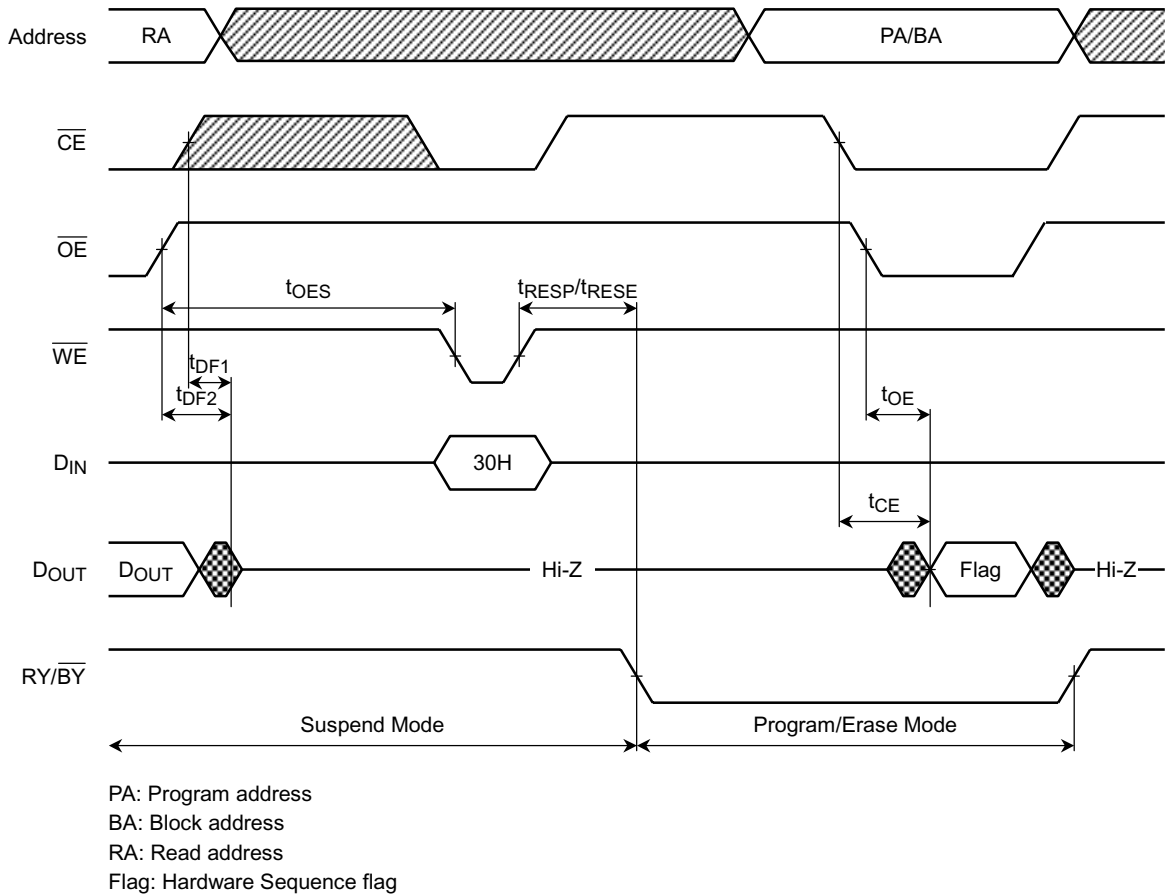 Address RA PA/BA
CE
OE
tOES tRESP/tRESE
WE
tDF1
tDF2 tOE
DIN 30H
tCE
DOUT DOUT Hi-Z Flag Hi-Z
RY/BY
Suspend Mode Program/Erase Mode
PA: Program address
BA: Block address
RA: Read address
Flag: Hardware Sequence flag